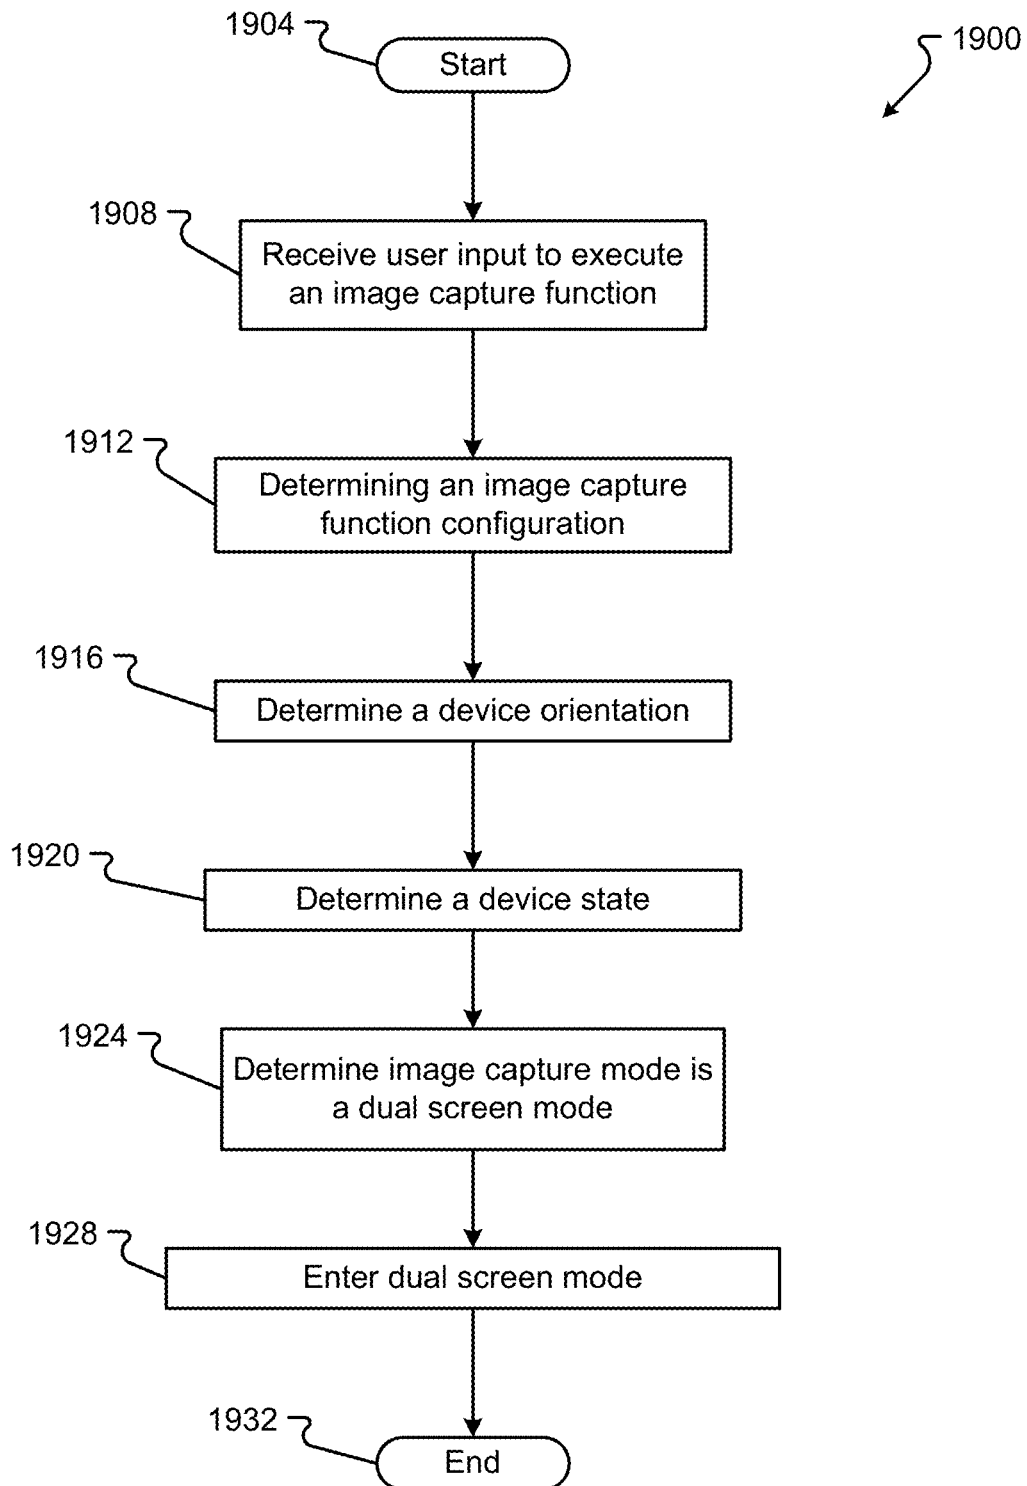 1904
Start
1900
1908
Receive user input to execute
an image capture function
1912
Determining an image capture
function configuration
1916
Determine a device orientation
1920
Determine a device state
1924
Determine image capture mode is
a dual screen mode
1928
Enter dual screen mode
1932
End